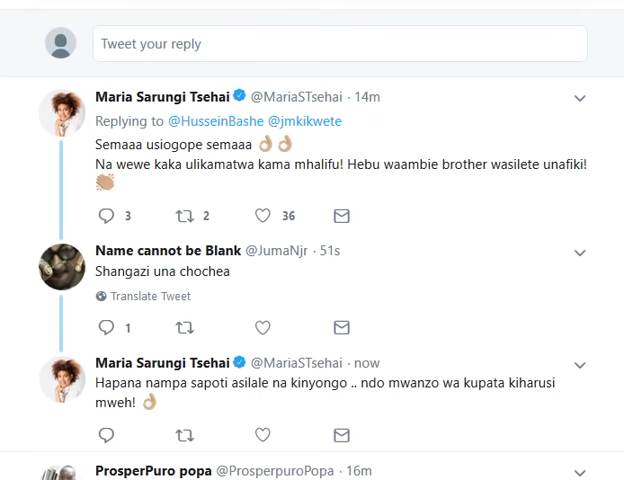 Tweet your reply
Maria Sarungi Tsehai @MariaSTsehai · 14m
Replying to @HusseinBashe @jmkikwete
Semaaa usiogope semaaa 👌🏽👌🏽
Na wewe kaka ulikamatwa kama mhalifu! Hebu waambie brother wasilete unafiki!
👏🏽
3 2 36
Name cannot be Blank @JumaNjr · 51s
Shangazi una chochea
Translate Tweet
1
Maria Sarungi Tsehai @MariaSTsehai · now
Hapana nampa sapoti asilale na kinyongo .. ndo mwanzo wa kupata kiharusi
mweh! 👌🏽
ProsperPuro popa @ProsperpuroPopa · 16m